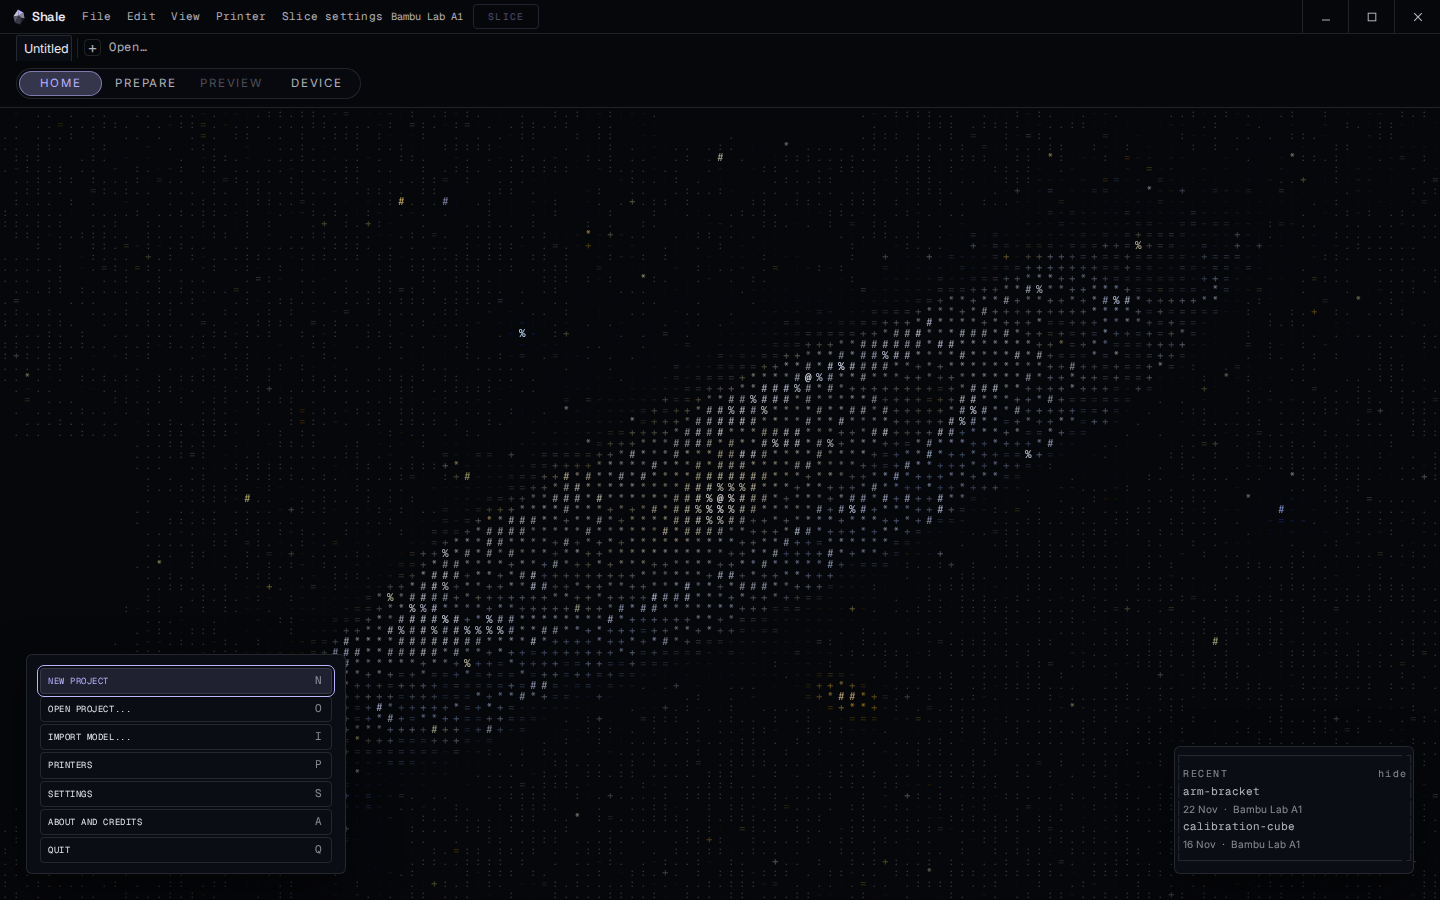 Shale File Edit View Printer Slice settings Bambu Lab A1 SLICE
Untitled + Open…
HOME PREPARE PREVIEW DEVICE
NEW PROJECT N
OPEN PROJECT... O
IMPORT MODEL... I
PRINTERS P
SETTINGS S
ABOUT AND CREDITS A
QUIT Q
RECENT hide
arm-bracket
22 Nov · Bambu Lab A1
calibration-cube
16 Nov · Bambu Lab A1